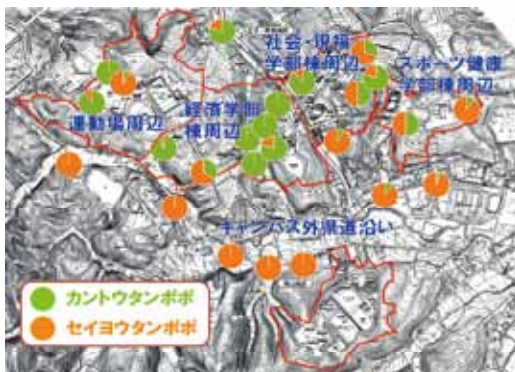 社会・現福
学部棟周辺
スポーツ健康
学部棟周辺
経済学部
棟周辺
運動場周辺
キャンパス外県道沿い
カントウタンポポ
セイヨウタンポポ